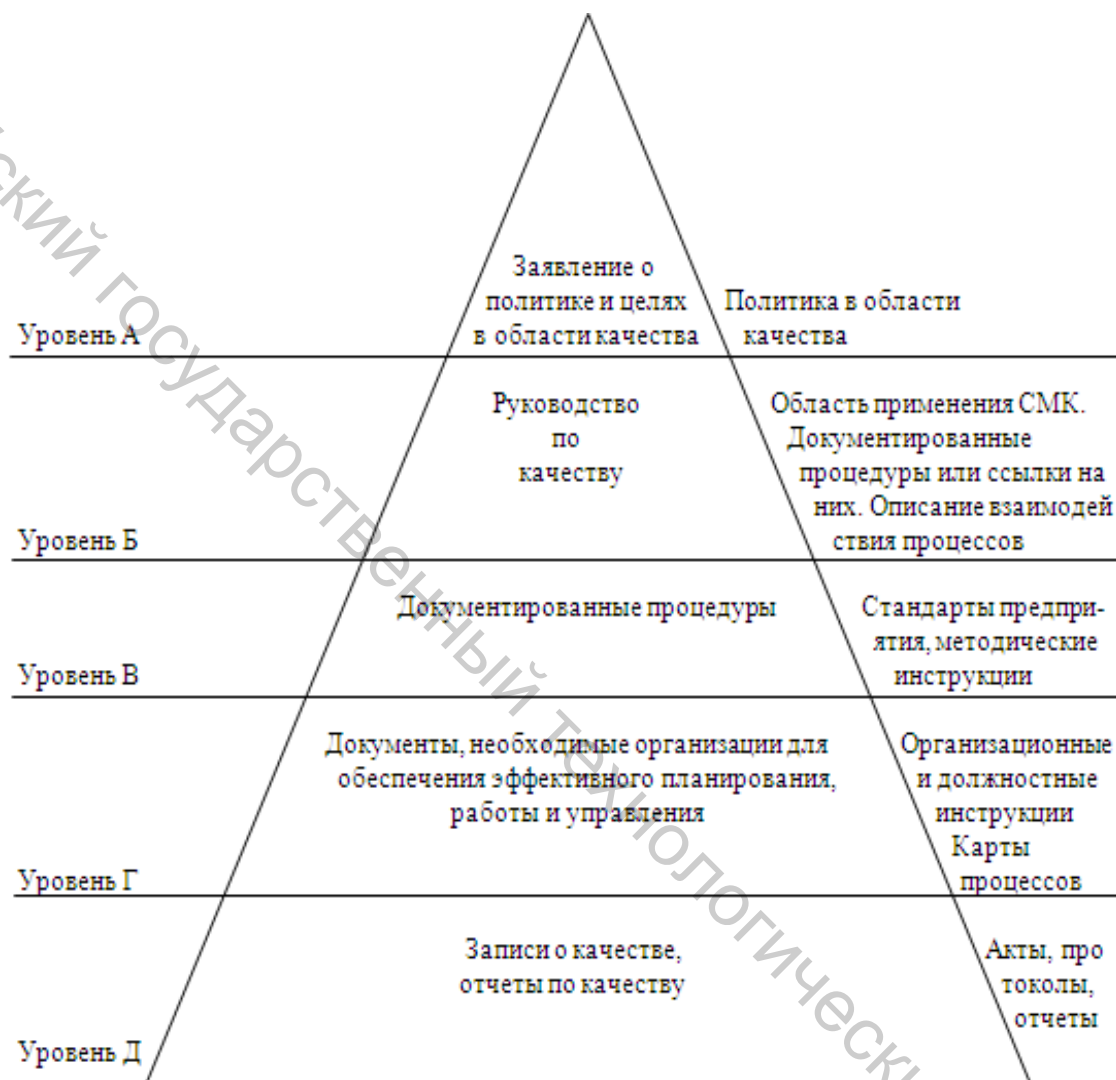 Заявление о
политике и целях
в области качества
Политика в области
качества
Уровень А
Руководство
по
качеству
Область применения СМК.
Документированные
процедуры или ссылки на
них. Описание взаимодей
ствия процессов
Уровень Б
Документированные процедуры
Стандарты предпри-
ятия, методические
инструкции
Уровень В
Документы, необходимые организации для
обеспечения эффективного планирования,
работы и управления
Организационные
и должностные
инструкции
Карты
процессов
Уровень Г
Записи о качестве,
отчеты по качеству
Акты, про
токолы,
отчеты
Уровень Д
государственный